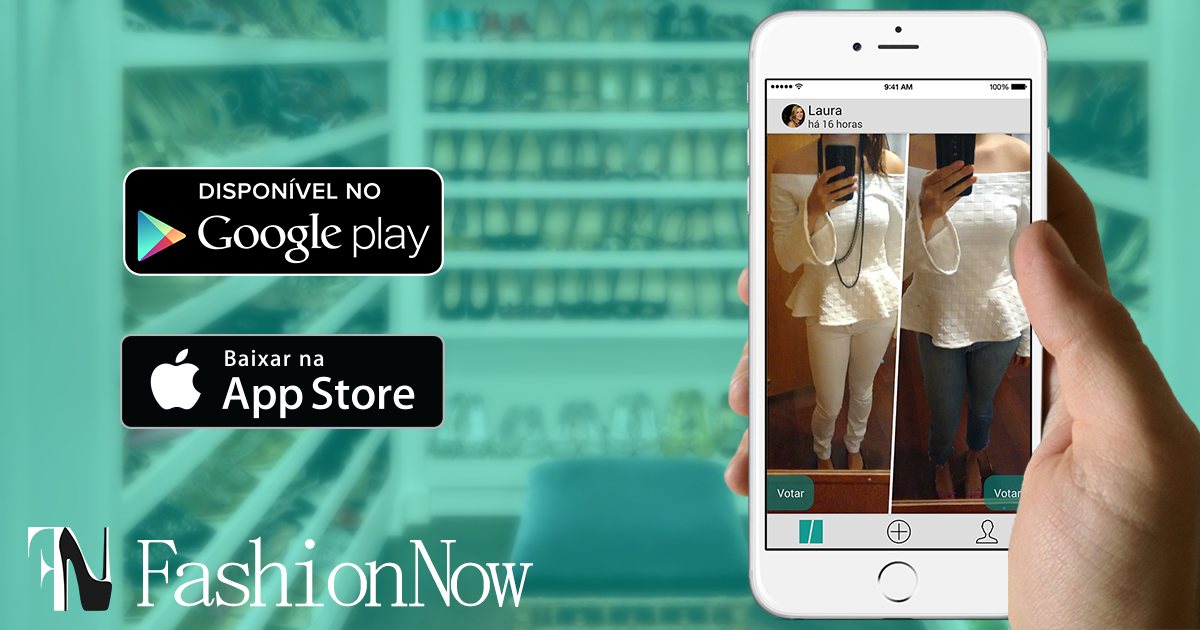 DISPONÍVEL NO
Google play
Baixar na
App Store
FN FashionNow
9:41 AM
100%
Laura
há 16 horas
Votar
Votar